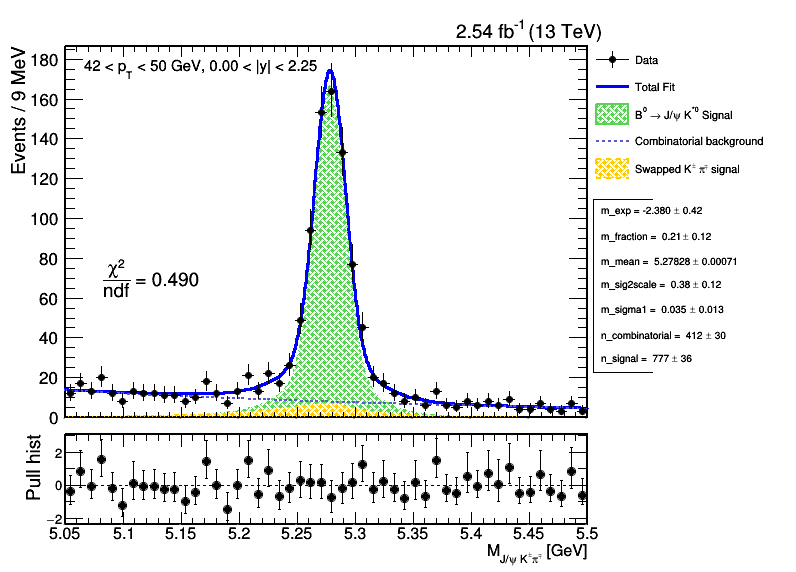 2.54 fb⁻¹ (13 TeV)
42 < p_T < 50 GeV, 0.00 < |y| < 2.25
Events / 9 MeV
180
160
140
120
100
80
60
40
20
0
χ²/ndf = 0.490
Data
Total Fit
B⁰ → J/ψ K*⁰ Signal
Combinatorial background
Swapped K± π∓ signal
m_exp = -2.380 ± 0.42
m_fraction = 0.21 ± 0.12
m_mean = 5.27828 ± 0.00071
m_sig2scale = 0.38 ± 0.12
m_sigma1 = 0.035 ± 0.013
n_combinatorial = 412 ± 30
n_signal = 777 ± 36
Pull hist
2
0
−2
5.05 5.1 5.15 5.2 5.25 5.3 5.35 5.4 5.45 5.5
M_J/ψ K±π∓ [GeV]